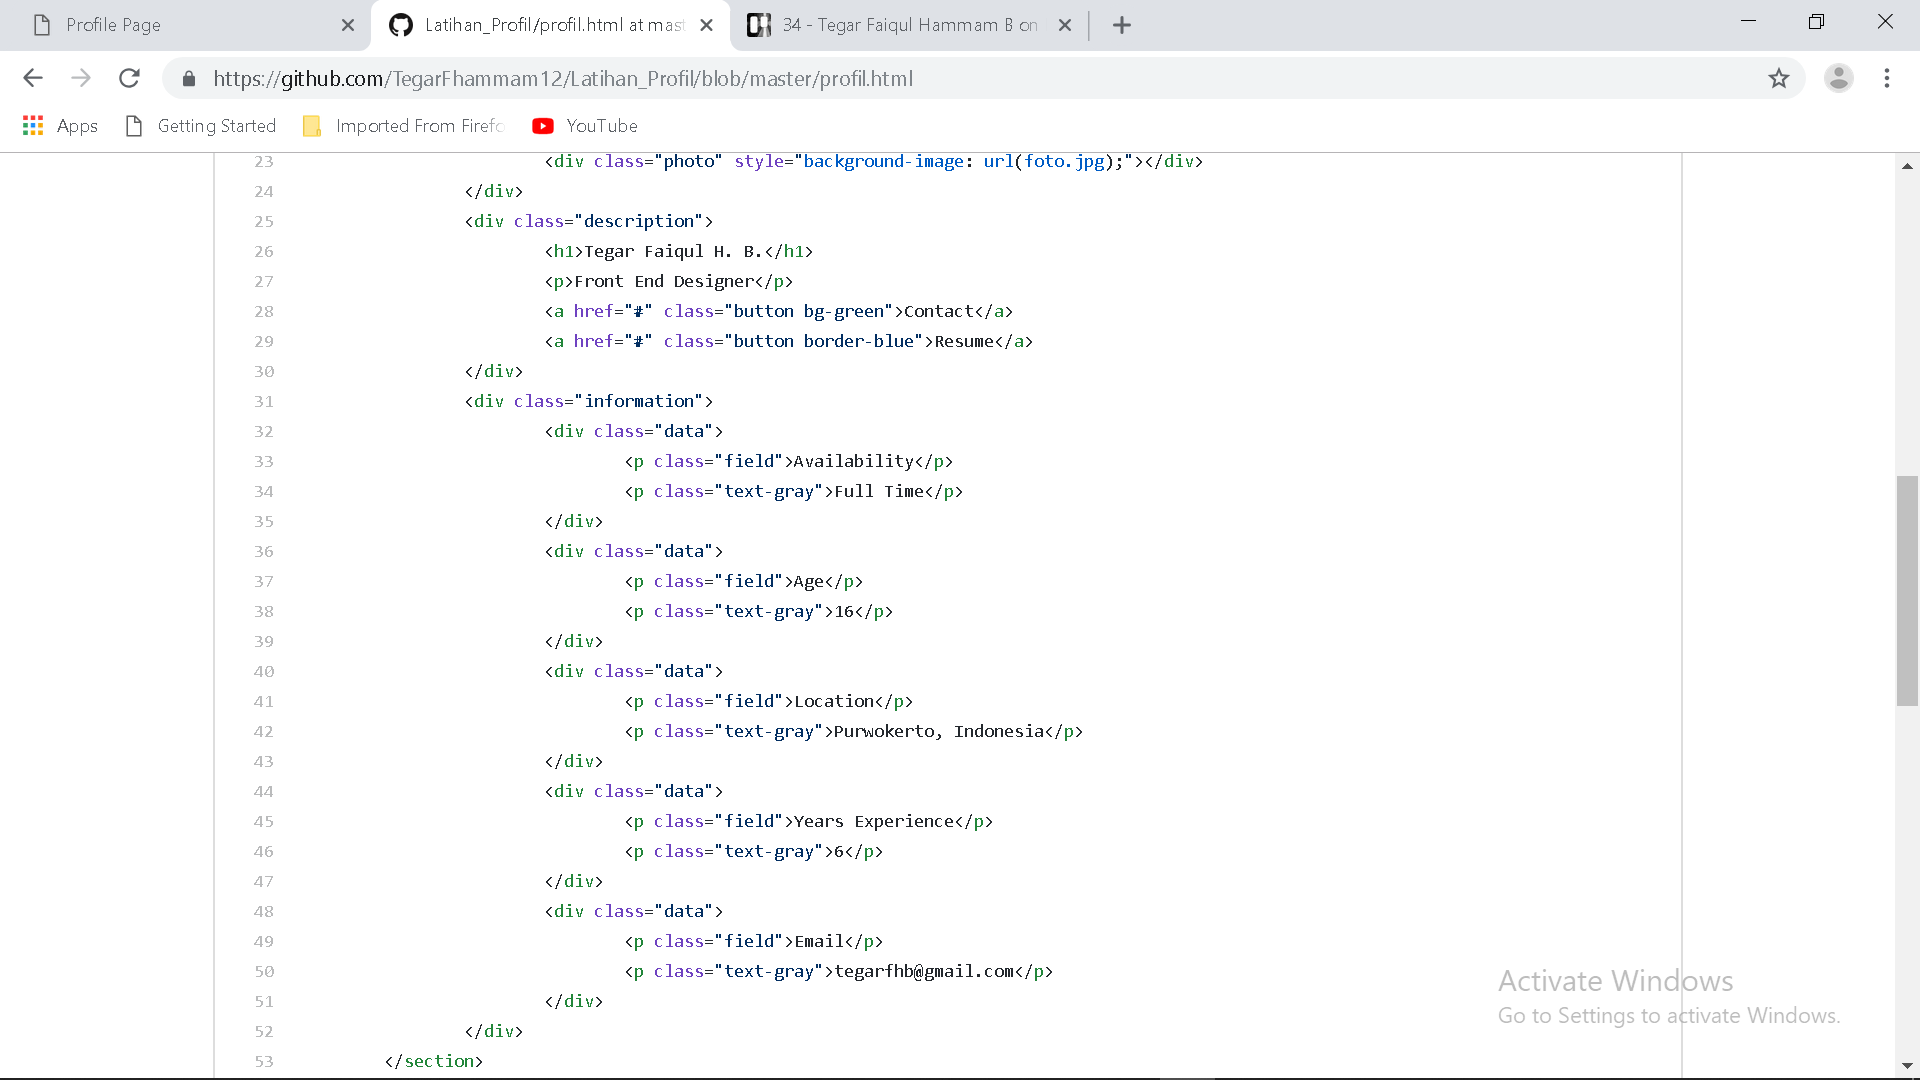 Profile Page
Latihan_Profil/profil.html at mas
34 - Tegar Faiqul Hammam B on
https://github.com/TegarFhammam12/Latihan_Profil/blob/master/profil.html
Apps
Getting Started
Imported From Firefo
YouTube
23 <div class="photo" style="background-image: url(foto.jpg);"></div>
24 </div>
25 <div class="description">
26 <h1>Tegar Faiqul H. B.</h1>
27 <p>Front End Designer</p>
28 <a href="#" class="button bg-green">Contact</a>
29 <a href="#" class="button border-blue">Resume</a>
30 </div>
31 <div class="information">
32 <div class="data">
33 <p class="field">Availability</p>
34 <p class="text-gray">Full Time</p>
35 </div>
36 <div class="data">
37 <p class="field">Age</p>
38 <p class="text-gray">16</p>
39 </div>
40 <div class="data">
41 <p class="field">Location</p>
42 <p class="text-gray">Purwokerto, Indonesia</p>
43 </div>
44 <div class="data">
45 <p class="field">Years Experience</p>
46 <p class="text-gray">6</p>
47 </div>
48 <div class="data">
49 <p class="field">Email</p>
50 <p class="text-gray">tegarfhb@gmail.com</p>
51 </div>
52 </div>
53 </section>
Activate Windows
Go to Settings to activate Windows.